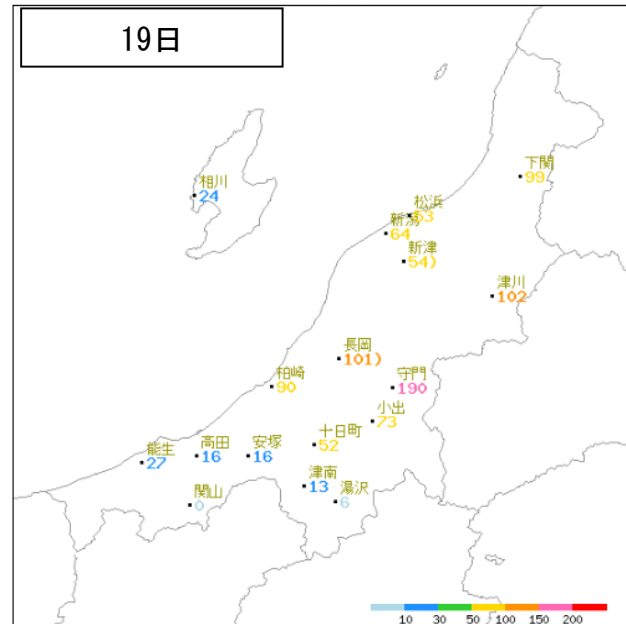 19日
下関
99
相川
24
松浜
53
新潟
64
新津
54)
津川
102
長岡
101)
柏崎
90
守門
190
小出
73
十日町
52
能生
27
高田
16
安塚
16
津南
13
湯沢
6
関山
0
10 30 50 100 150 200